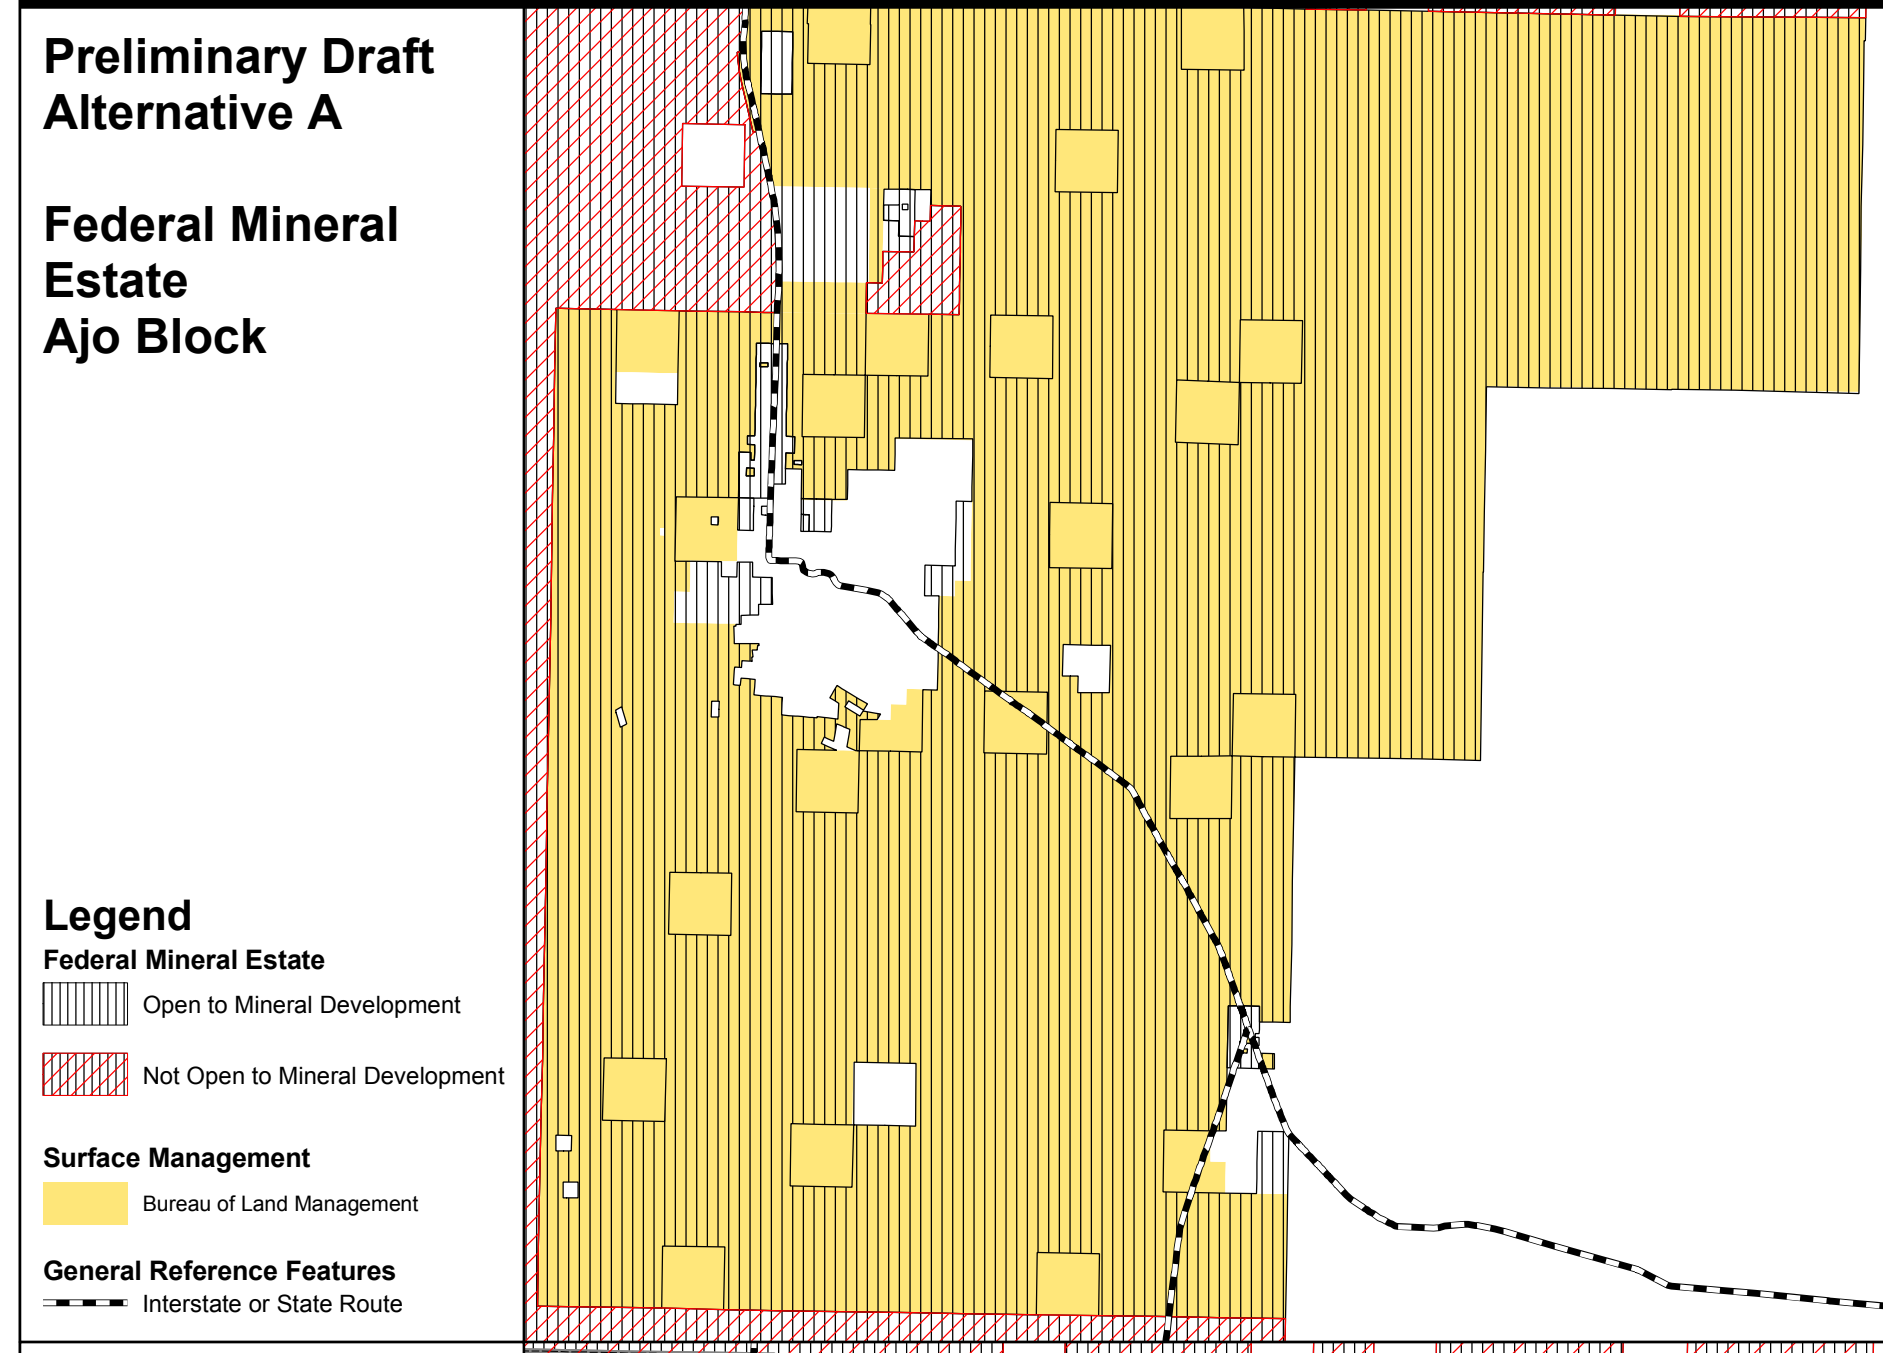 Preliminary Draft
Alternative A
Federal Mineral
Estate
Ajo Block
Legend
Federal Mineral Estate
Open to Mineral Development
Not Open to Mineral Development
Surface Management
Bureau of Land Management
General Reference Features
Interstate or State Route